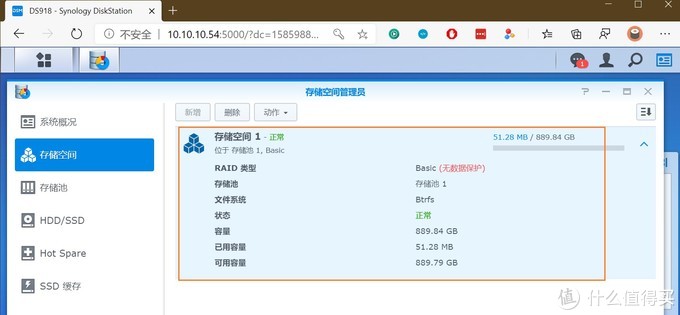 DSM DS918 - Synology DiskStation
不安全 10.10.10.54:5000/?dc=1585988...
1
存储空间管理员
新增 删除 动作
系统概况
存储空间
存储池
HDD/SSD
Hot Spare
SSD 缓存
存储空间 1 - 正常 51.28 MB / 889.84 GB
位于 存储池 1, Basic
RAID 类型 Basic (无数据保护)
存储池 存储池 1
文件系统 Btrfs
状态 正常
容量 889.84 GB
已用容量 51.28 MB
可用容量 889.79 GB
值 什么值得买